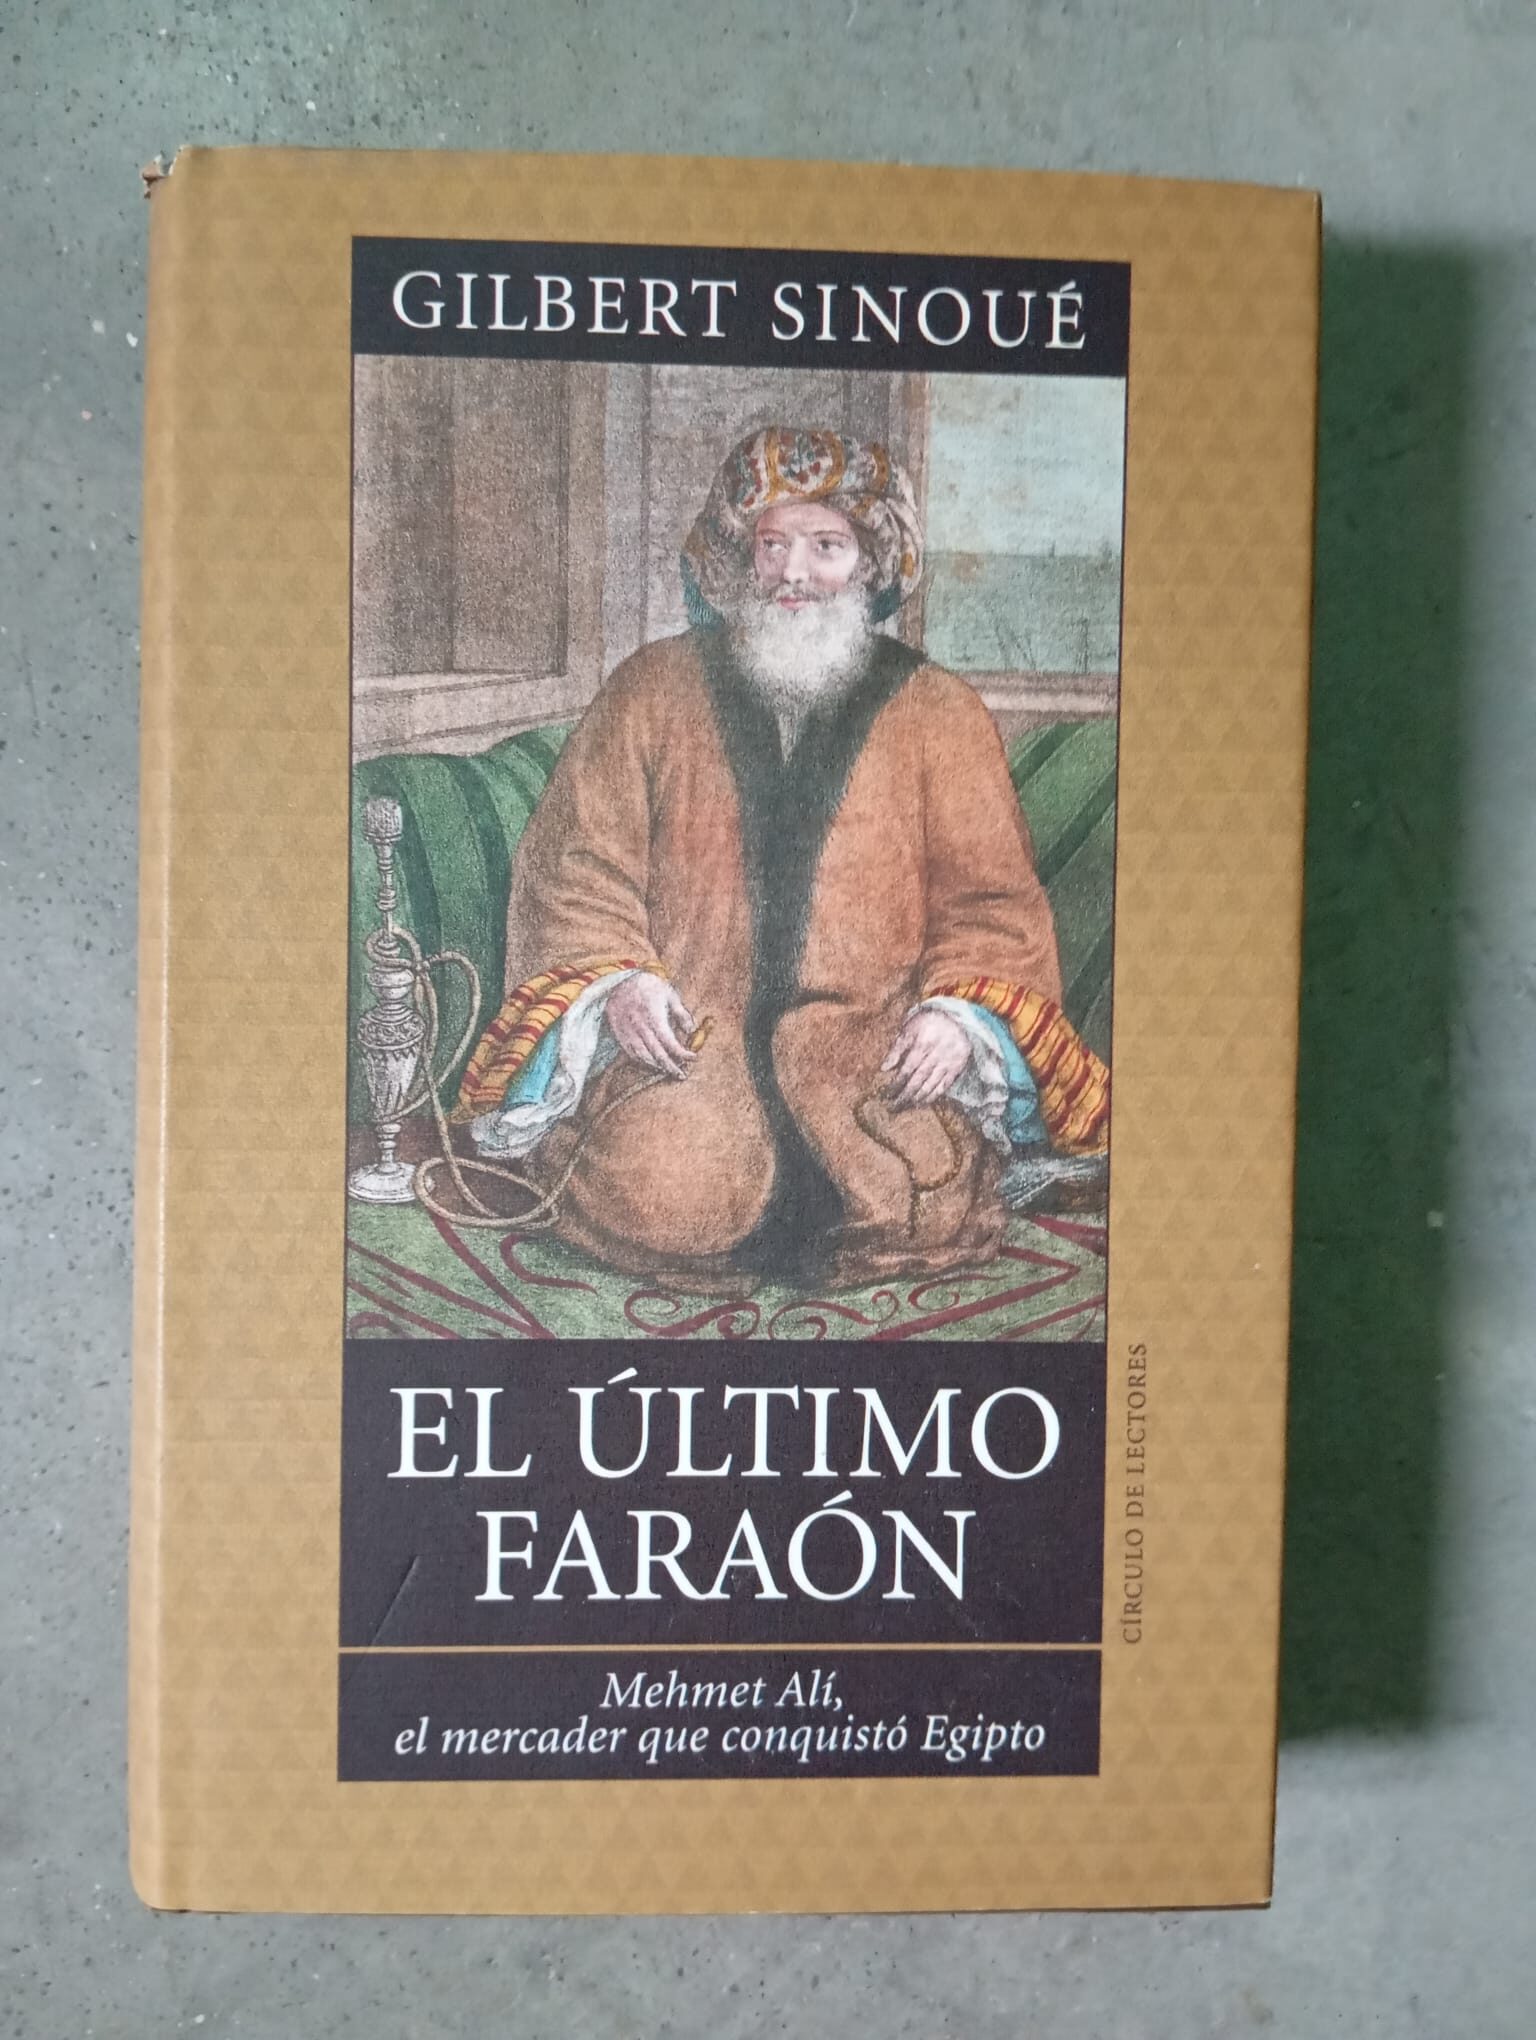 GILBERT SINOUÉ
EL ÚLTIMO
FARAÓN
Mehmet Alí,
el mercader que conquistó Egipto
CÍRCULO DE LECTORES